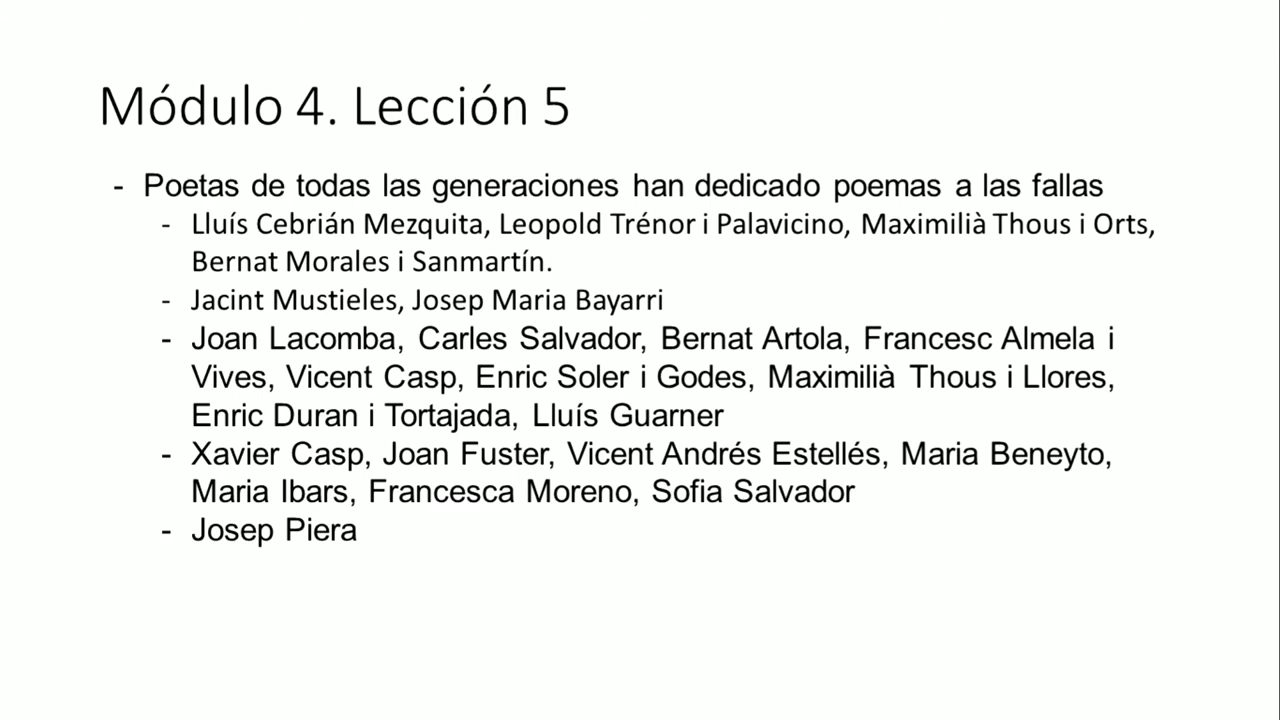 Módulo 4. Lección 5
- Poetas de todas las generaciones han dedicado poemas a las fallas
- Lluís Cebrián Mezquita, Leopold Trénor i Palavicino, Maximilià Thous i Orts,
Bernat Morales i Sanmartín.
- Jacint Mustieles, Josep Maria Bayarri
- Joan Lacomba, Carles Salvador, Bernat Artola, Francesc Almela i
Vives, Vicent Casp, Enric Soler i Godes, Maximilià Thous i Llores,
Enric Duran i Tortajada, Lluís Guarner
- Xavier Casp, Joan Fuster, Vicent Andrés Estellés, Maria Beneyto,
Maria Ibars, Francesca Moreno, Sofia Salvador
- Josep Piera